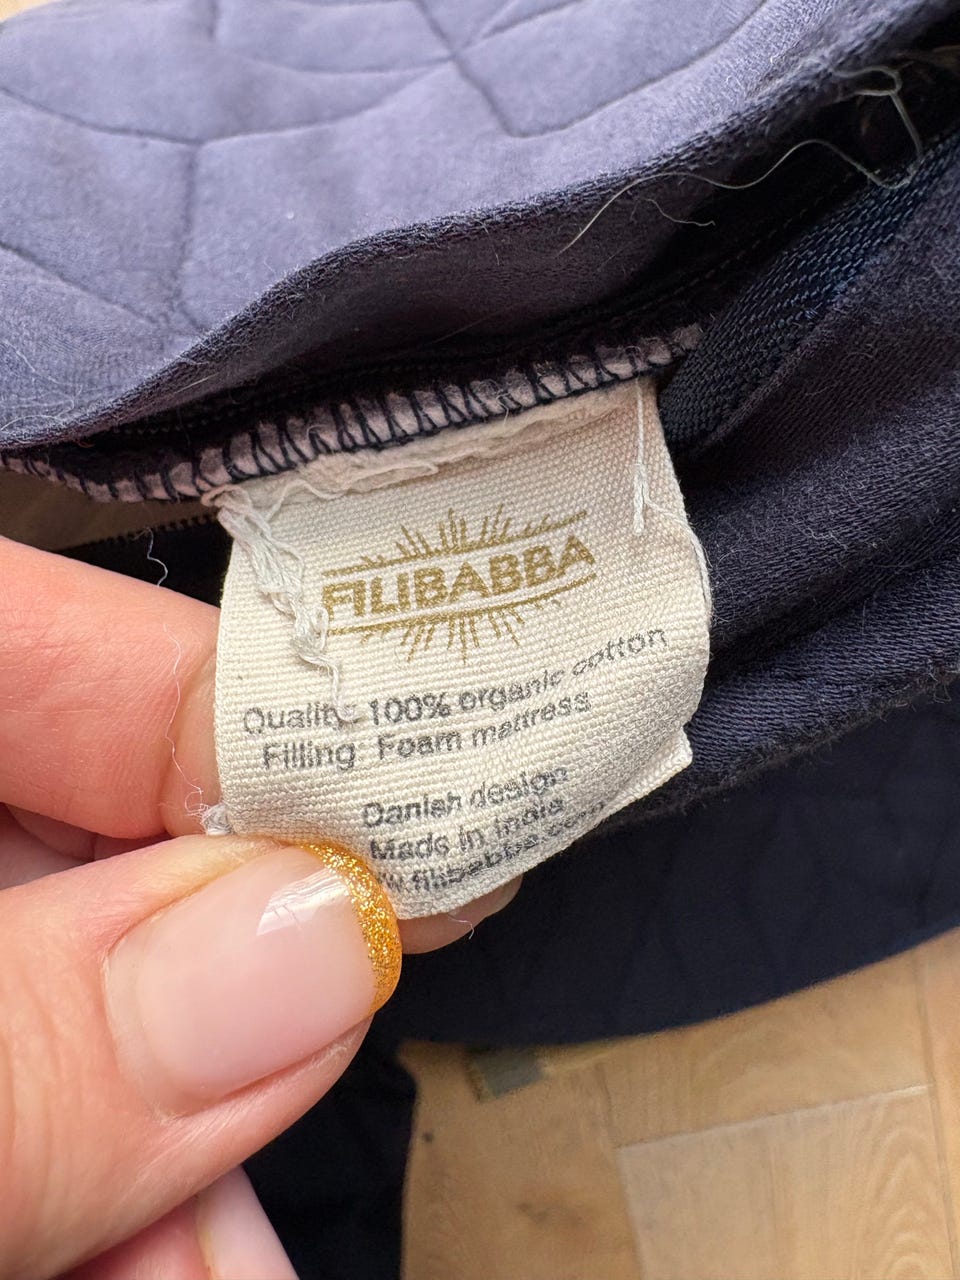 FILIBABBA
Quality 100% organic cotton
Filling Foam mattress
Danish design
Made in India